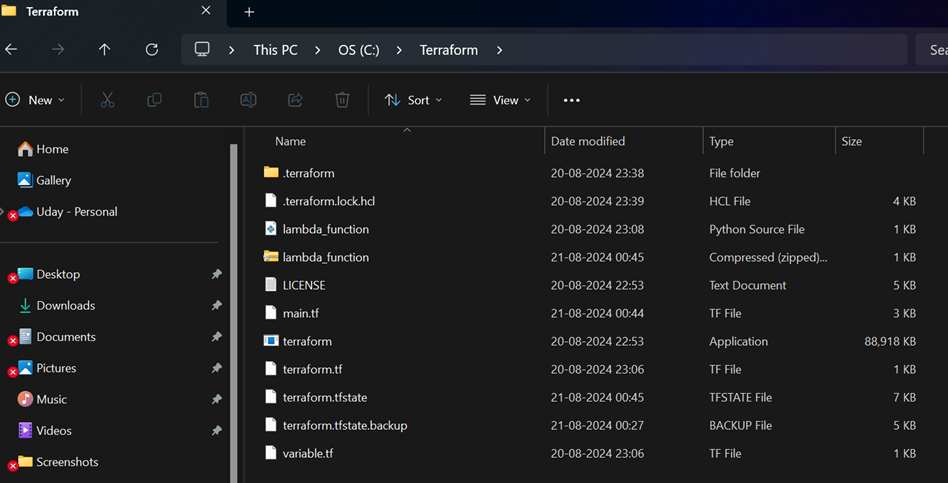 Terraform
This PC > OS (C:) > Terraform >
Sea
New Sort View ...
Home
Gallery
Uday - Personal
Desktop
Downloads
Documents
Pictures
Music
Videos
Screenshots
Name Date modified Type Size
.terraform 20-08-2024 23:38 File folder
.terraform.lock.hcl 20-08-2024 23:39 HCL File 4 KB
lambda_function 20-08-2024 23:08 Python Source File 1 KB
lambda_function 21-08-2024 00:45 Compressed (zipped)... 1 KB
LICENSE 20-08-2024 22:53 Text Document 5 KB
main.tf 21-08-2024 00:44 TF File 3 KB
terraform 20-08-2024 22:53 Application 88,918 KB
terraform.tf 20-08-2024 23:06 TF File 1 KB
terraform.tfstate 21-08-2024 00:45 TFSTATE File 7 KB
terraform.tfstate.backup 21-08-2024 00:27 BACKUP File 5 KB
variable.tf 20-08-2024 23:06 TF File 1 KB